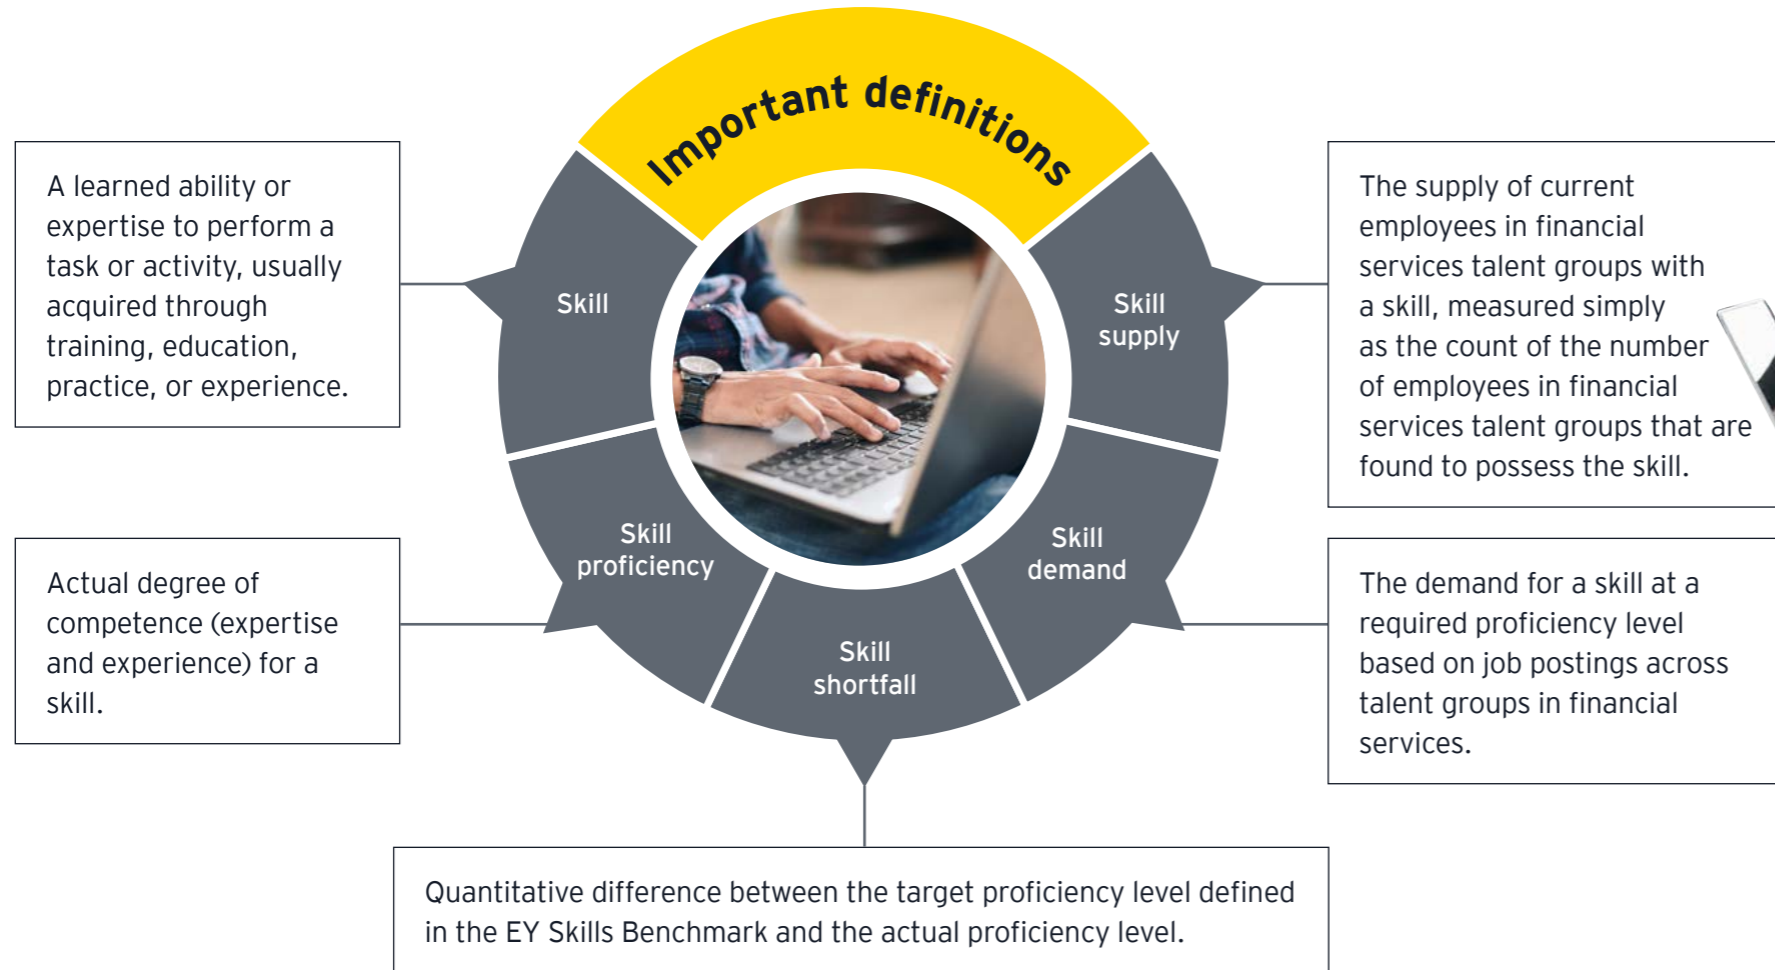 Important definitions
Skill
A learned ability or
expertise to perform a
task or activity, usually
acquired through
training, education,
practice, or experience.
Skill
proficiency
Actual degree of
competence (expertise
and experience) for a
skill.
Skill
shortfall
Quantitative difference between the target proficiency level defined
in the EY Skills Benchmark and the actual proficiency level.
Skill
demand
The demand for a skill at a
required proficiency level
based on job postings across
talent groups in financial
services.
Skill
supply
The supply of current
employees in financial
services talent groups with
a skill, measured simply
as the count of the number
of employees in financial
services talent groups that are
found to possess the skill.